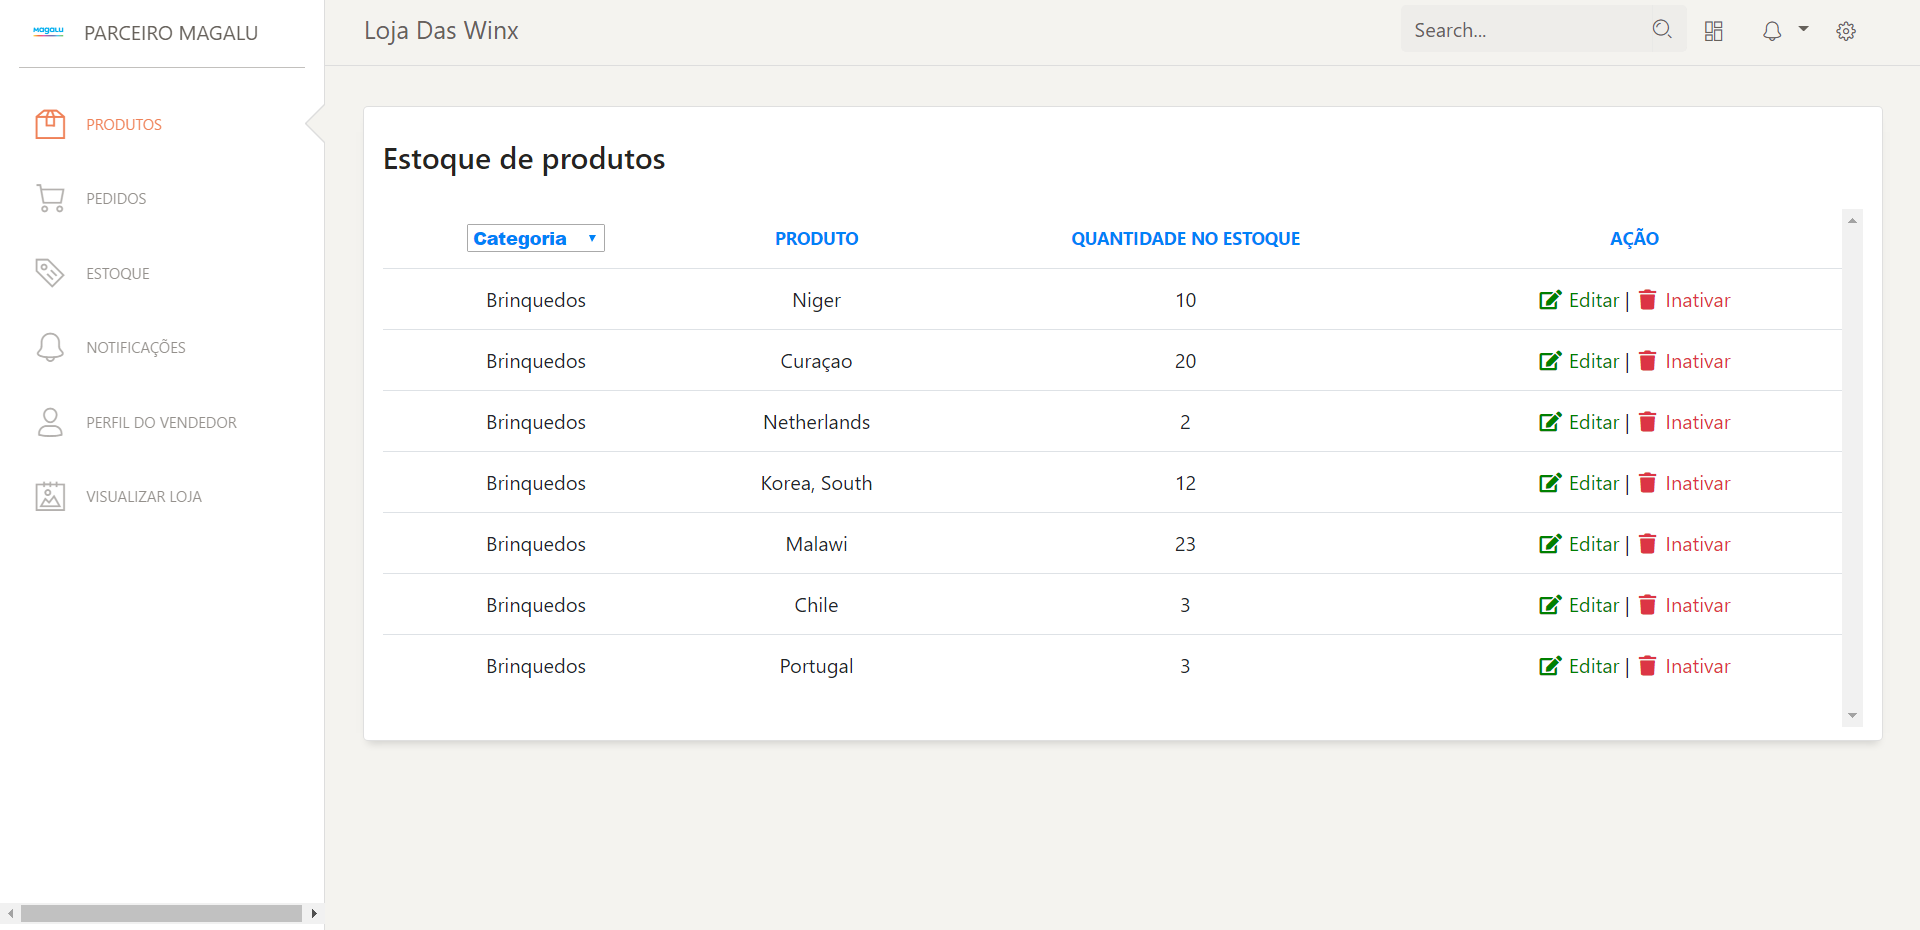 Magalu PARCEIRO MAGALU
Loja Das Winx
Search...
PRODUTOS
PEDIDOS
ESTOQUE
NOTIFICAÇÕES
PERFIL DO VENDEDOR
VISUALIZAR LOJA
Estoque de produtos
Categoria PRODUTO QUANTIDADE NO ESTOQUE AÇÃO
Brinquedos Niger 10 Editar | Inativar
Brinquedos Curaçao 20 Editar | Inativar
Brinquedos Netherlands 2 Editar | Inativar
Brinquedos Korea, South 12 Editar | Inativar
Brinquedos Malawi 23 Editar | Inativar
Brinquedos Chile 3 Editar | Inativar
Brinquedos Portugal 3 Editar | Inativar